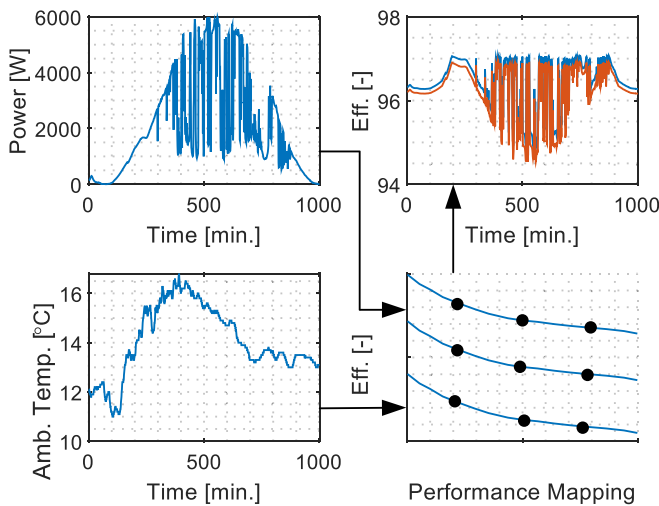 6000
4000
2000
0
Power [W]
0
500
1000
Time [min.]
98
96
94
Eff. [-]
0
500
1000
Time [min.]
16
14
12
10
Amb. Temp. [°C]
0
500
1000
Time [min.]
Eff. [-]
Performance Mapping